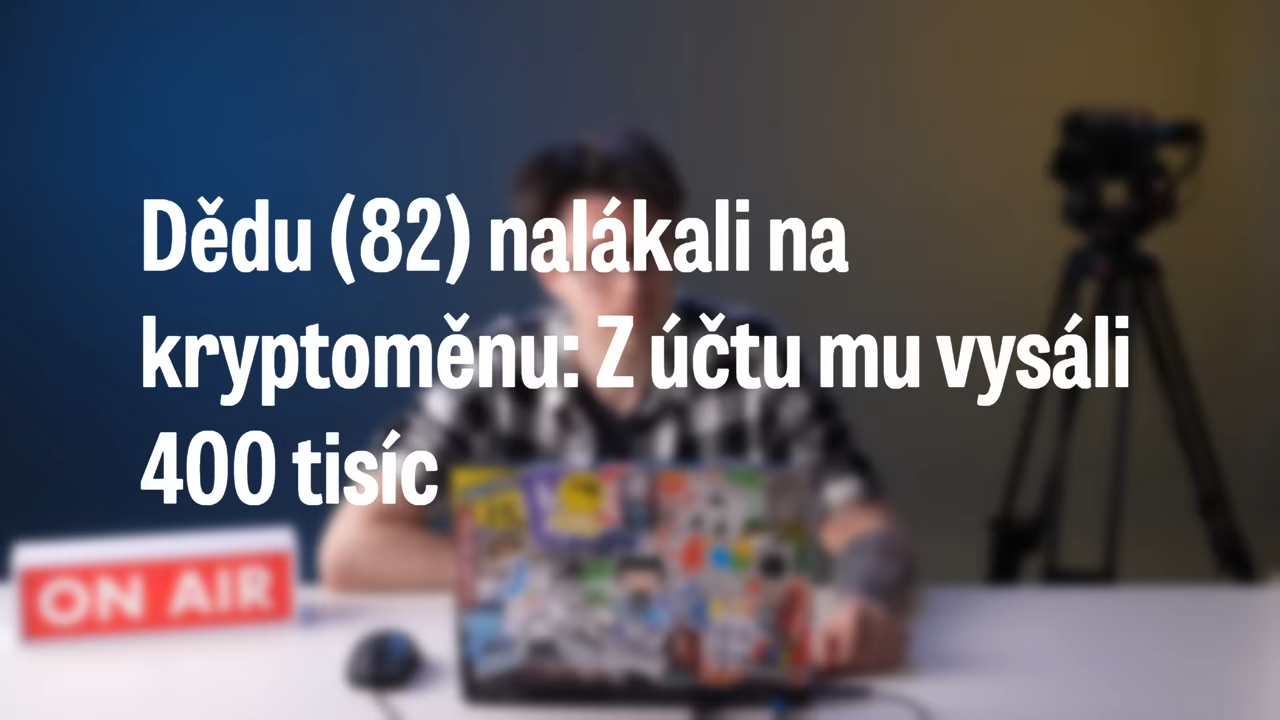 Dědu (82) nalákali na
kryptoměnu: Z účtu mu vysáli
400 tisíc
ON AIR